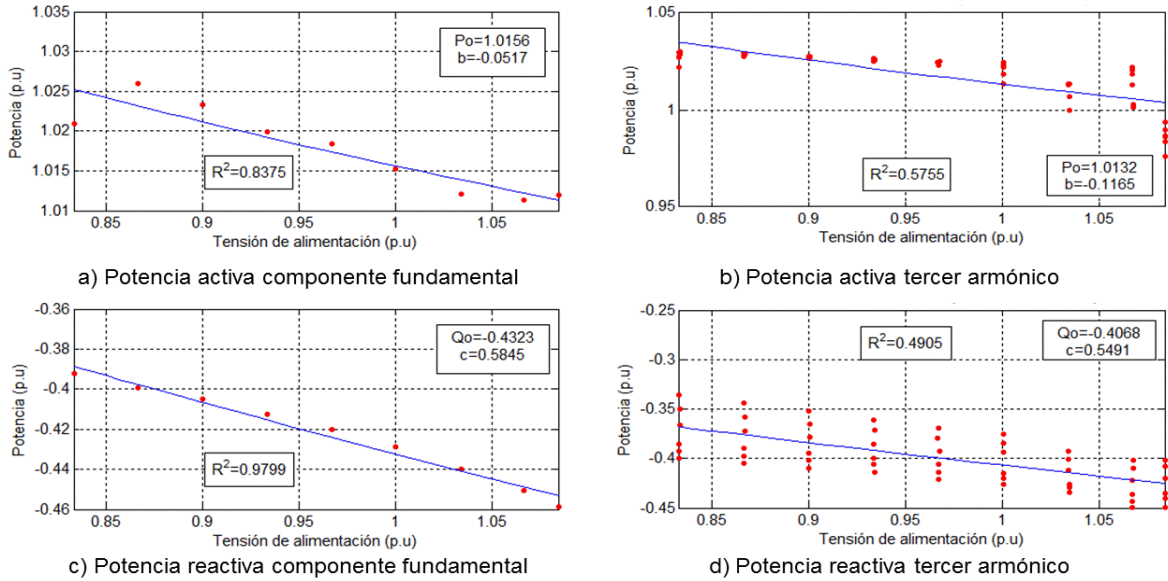 1.035
1.03
1.025
1.02
1.015
1.01
Potencia (p.u)
Po=1.0156
b=-0.0517
R²=0.8375
0.85
0.9
0.95
1
1.05
Tensión de alimentación (p.u)
a) Potencia activa componente fundamental
1.05
1
0.95
Potencia (p.u)
R²=0.5755
Po=1.0132
b=-0.1165
0.85
0.9
0.95
1
1.05
Tensión de alimentación (p.u)
b) Potencia activa tercer armónico
-0.36
-0.38
-0.4
-0.42
-0.44
-0.46
Potencia (p.u)
Qo=-0.4323
c=0.5845
R²=0.9799
0.85
0.9
0.95
1
1.05
Tensión de alimentación (p.u)
c) Potencia reactiva componente fundamental
-0.25
-0.3
-0.35
-0.4
-0.45
Potencia (p.u)
R²=0.4905
Qo=-0.4068
c=0.5491
0.85
0.9
0.95
1
1.05
Tensión de alimentación (p.u)
d) Potencia reactiva tercer armónico